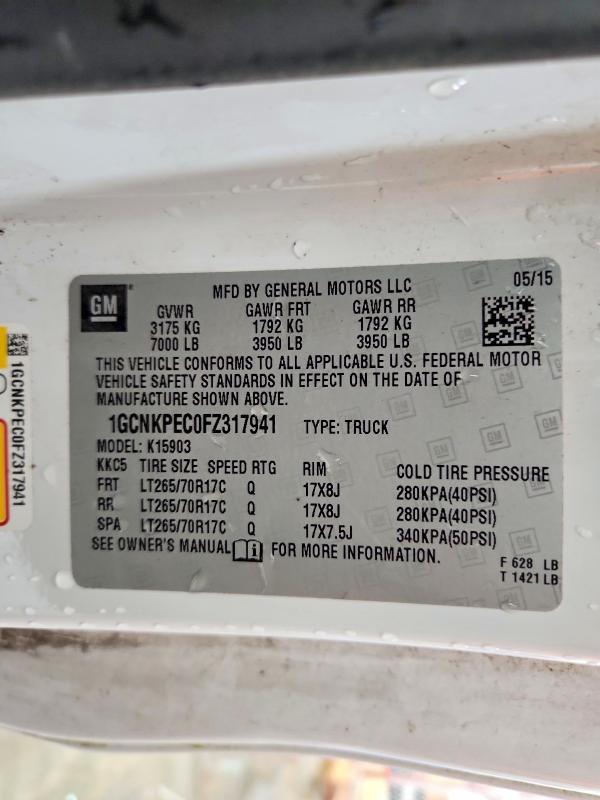 GM
MFD BY GENERAL MOTORS LLC 05/15
GVWR GAWR FRT GAWR RR
3175 KG 1792 KG 1792 KG
7000 LB 3950 LB 3950 LB
THIS VEHICLE CONFORMS TO ALL APPLICABLE U.S. FEDERAL MOTOR
VEHICLE SAFETY STANDARDS IN EFFECT ON THE DATE OF
MANUFACTURE SHOWN ABOVE.
1GCNKPEC0FZ317941 TYPE: TRUCK
MODEL: K15903
KKC5 TIRE SIZE SPEED RTG RIM COLD TIRE PRESSURE
FRT LT265/70R17C Q 17X8J 280KPA(40PSI)
RR LT265/70R17C Q 17X8J 280KPA(40PSI)
SPA LT265/70R17C Q 17X7.5J 340KPA(50PSI)
SEE OWNER'S MANUAL FOR MORE INFORMATION.
F 628 LB
T 1421 LB
1GCNKPEC0FZ317941